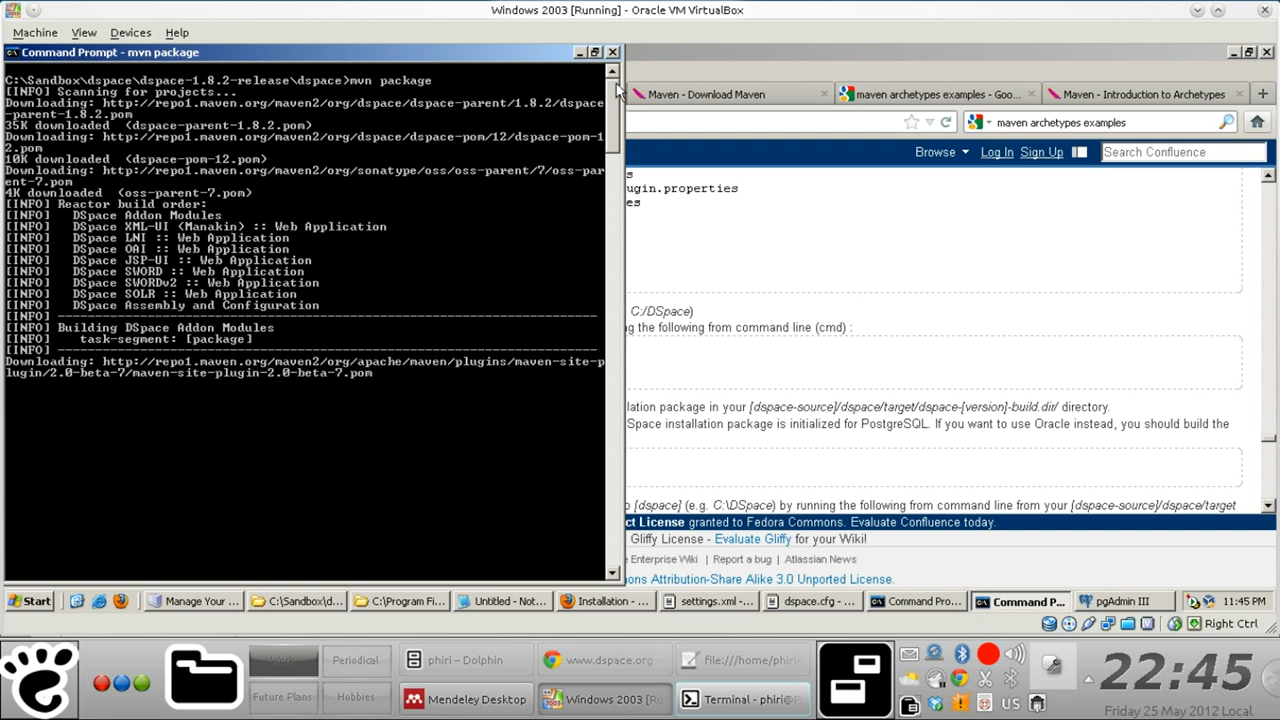 Windows 2003 [Running] - Oracle VM VirtualBox
Machine View Devices Help
Command Prompt - mvn package
C:\Sandbox\dspace\dspace-1.8.2-release\dspace>mvn package
[INFO] Scanning for projects...
Downloading: http://repo1.maven.org/maven2/org/dspace/dspace-parent/1.8.2/dspace
-parent-1.8.2.pom
35K downloaded (dspace-parent-1.8.2.pom)
Downloading: http://repo1.maven.org/maven2/org/dspace/dspace-pom/12/dspace-pom-1
2.pom
10K downloaded (dspace-pom-12.pom)
Downloading: http://repo1.maven.org/maven2/org/sonatype/oss/oss-parent/7/oss-par
ent-7.pom
4K downloaded (oss-parent-7.pom)
[INFO] Reactor build order:
[INFO] DSpace Addon Modules
[INFO] DSpace XML-UI (Manakin) :: Web Application
[INFO] DSpace LNI :: Web Application
[INFO] DSpace OAI :: Web Application
[INFO] DSpace JSP-UI :: Web Application
[INFO] DSpace SWORD :: Web Application
[INFO] DSpace SWORDv2 :: Web Application
[INFO] DSpace SOLR :: Web Application
[INFO] DSpace Assembly and Configuration
[INFO] ------------------------------------------------------------------------
[INFO] Building DSpace Addon Modules
[INFO] task-segment: [package]
[INFO] ------------------------------------------------------------------------
Downloading: http://repo1.maven.org/maven2/org/apache/maven/plugins/maven-site-p
lugin/2.0-beta-7/maven-site-plugin-2.0-beta-7.pom
Maven - Download Maven
maven archetypes examples - Goo...
Maven - Introduction to Archetypes
maven archetypes examples
Browse Log In Sign Up Search Confluence
s
ugin.properties
es
C:/DSpace)
g the following from command line (cmd) :
lation package in your [dspace-source]/dspace/target/dspace-[version]-build.dir/ directory.
Space installation package is initialized for PostgreSQL. If you want to use Oracle instead, you should build the
o [dspace] (e.g. C:\DSpace) by running the following from command line from your [dspace-source]/dspace/target
ct License granted to Fedora Commons. Evaluate Confluence today.
Gliffy License - Evaluate Gliffy for your Wiki!
e Enterprise Wiki | Report a bug | Atlassian News
ons Attribution-Share Alike 3.0 Unported License.
Start
Manage Your ...
C:\Sandbox\d...
C:\Program Fi...
Untitled - Not...
Installation - ...
settings.xml -...
dspace.cfg - ...
Command Pro...
Command P...
pgAdmin III
11:45 PM
Right Ctrl
Work
Periodical
phiri – Dolphin
www.dspace.org
file:///home/phiri/
Future Plans
Hobbies
Mendeley Desktop
Windows 2003 [Ru
Terminal - phiri@P
US
22:45
Friday 25 May 2012 Local